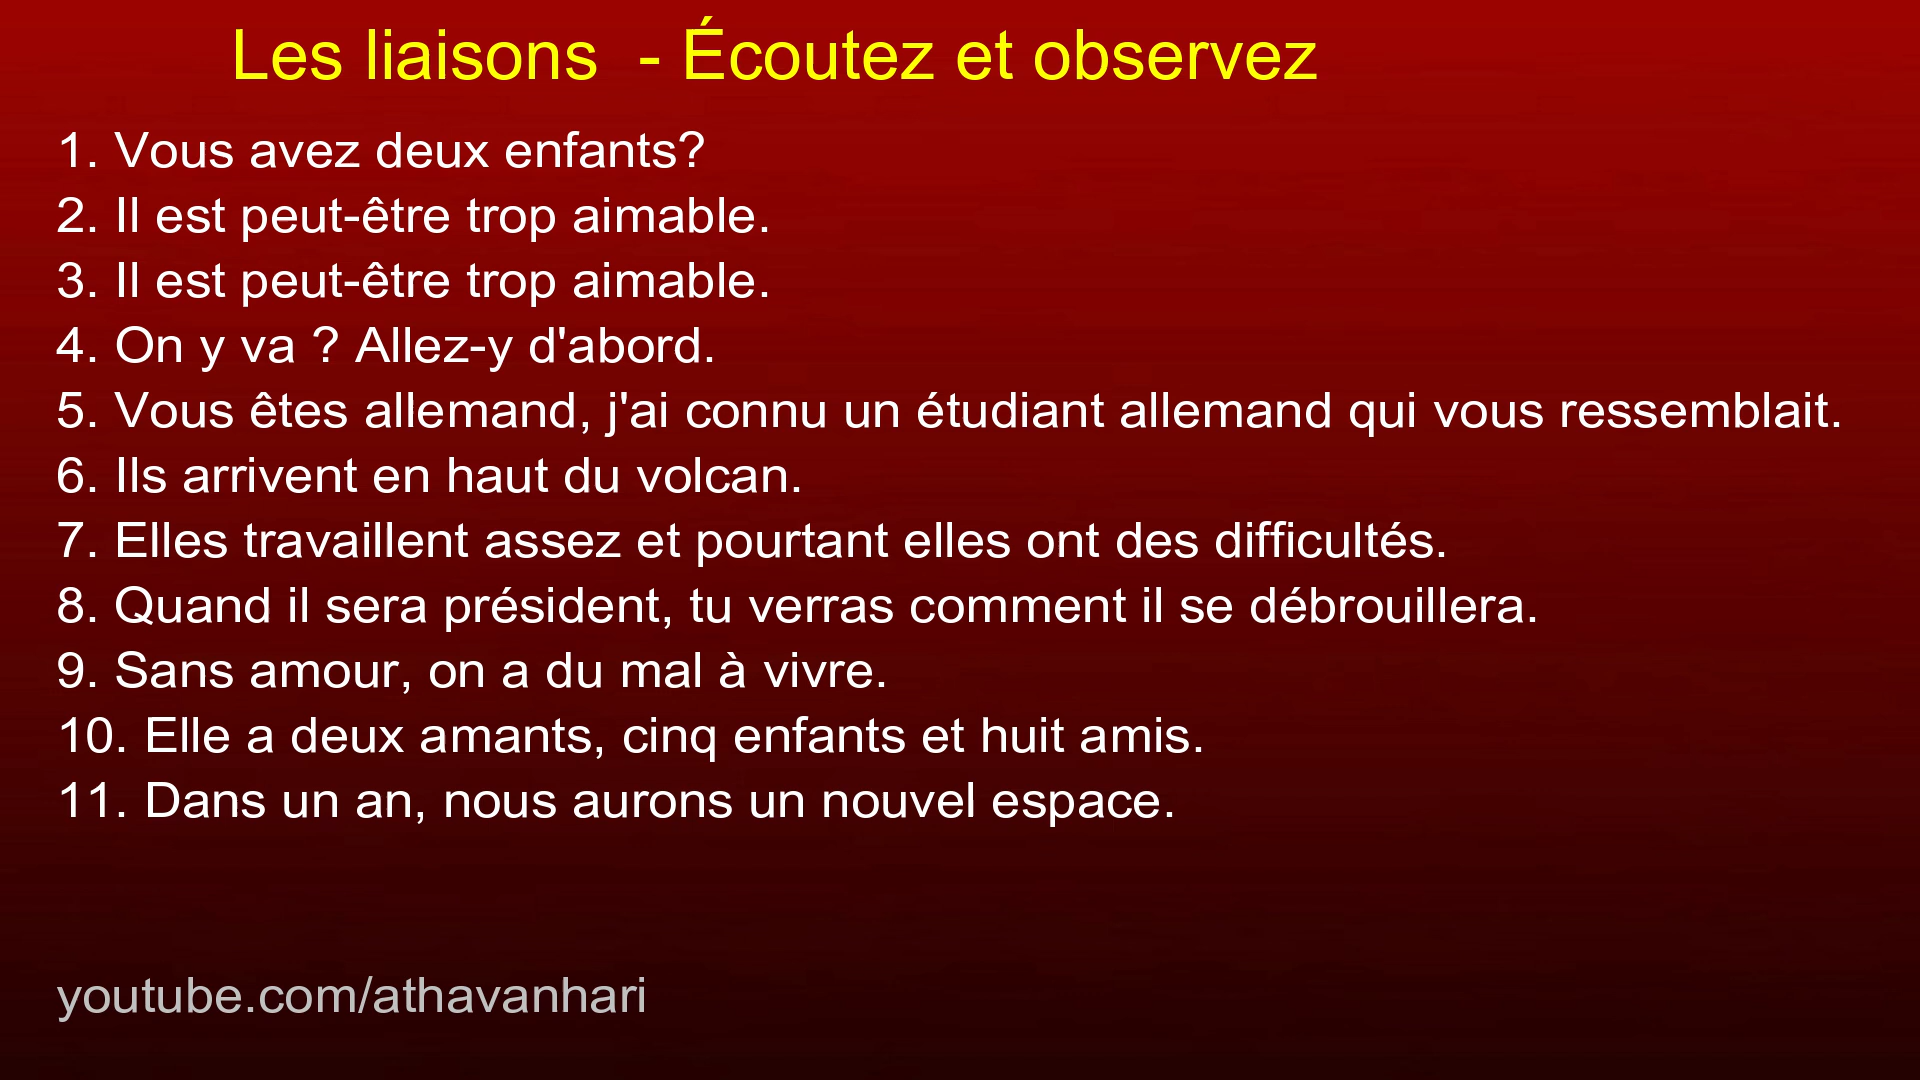 Les liaisons  - Écoutez et observez
1. Vous avez deux enfants?
2. Il est peut-être trop aimable.
3. Il est peut-être trop aimable.
4. On y va ? Allez-y d'abord.
5. Vous êtes allemand, j'ai connu un étudiant allemand qui vous ressemblait.
6. Ils arrivent en haut du volcan.
7. Elles travaillent assez et pourtant elles ont des difficultés.
8. Quand il sera président, tu verras comment il se débrouillera.
9. Sans amour, on a du mal à vivre.
10. Elle a deux amants, cinq enfants et huit amis.
11. Dans un an, nous aurons un nouvel espace.
youtube.com/athavanhari